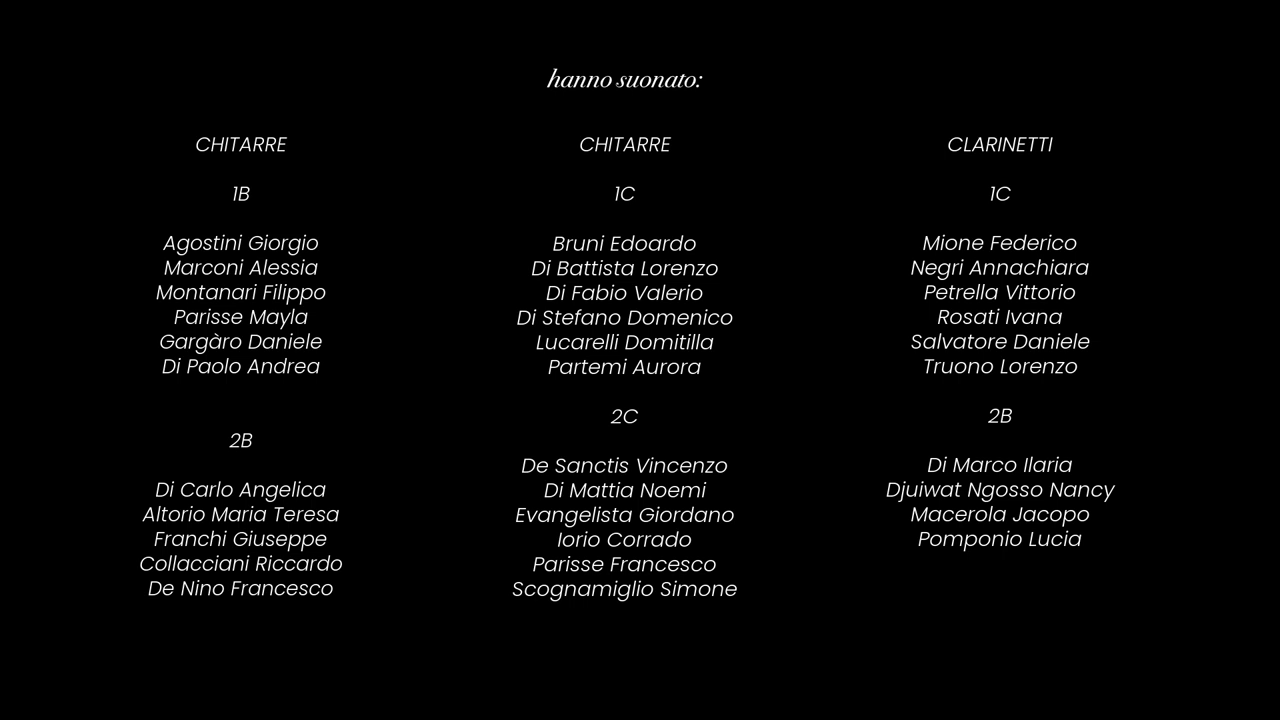 hanno suonato:
CHITARRE
1B
Agostini Giorgio
Marconi Alessia
Montanari Filippo
Parisse Mayla
Gargàro Daniele
Di Paolo Andrea
2B
Di Carlo Angelica
Altorio Maria Teresa
Franchi Giuseppe
Collacciani Riccardo
De Nino Francesco
CHITARRE
1C
Bruni Edoardo
Di Battista Lorenzo
Di Fabio Valerio
Di Stefano Domenico
Lucarelli Domitilla
Partemi Aurora
2C
De Sanctis Vincenzo
Di Mattia Noemi
Evangelista Giordano
Iorio Corrado
Parisse Francesco
Scognamiglio Simone
CLARINETTI
1C
Mione Federico
Negri Annachiara
Petrella Vittorio
Rosati Ivana
Salvatore Daniele
Truono Lorenzo
2B
Di Marco Ilaria
Djuiwat Ngosso Nancy
Macerola Jacopo
Pomponio Lucia